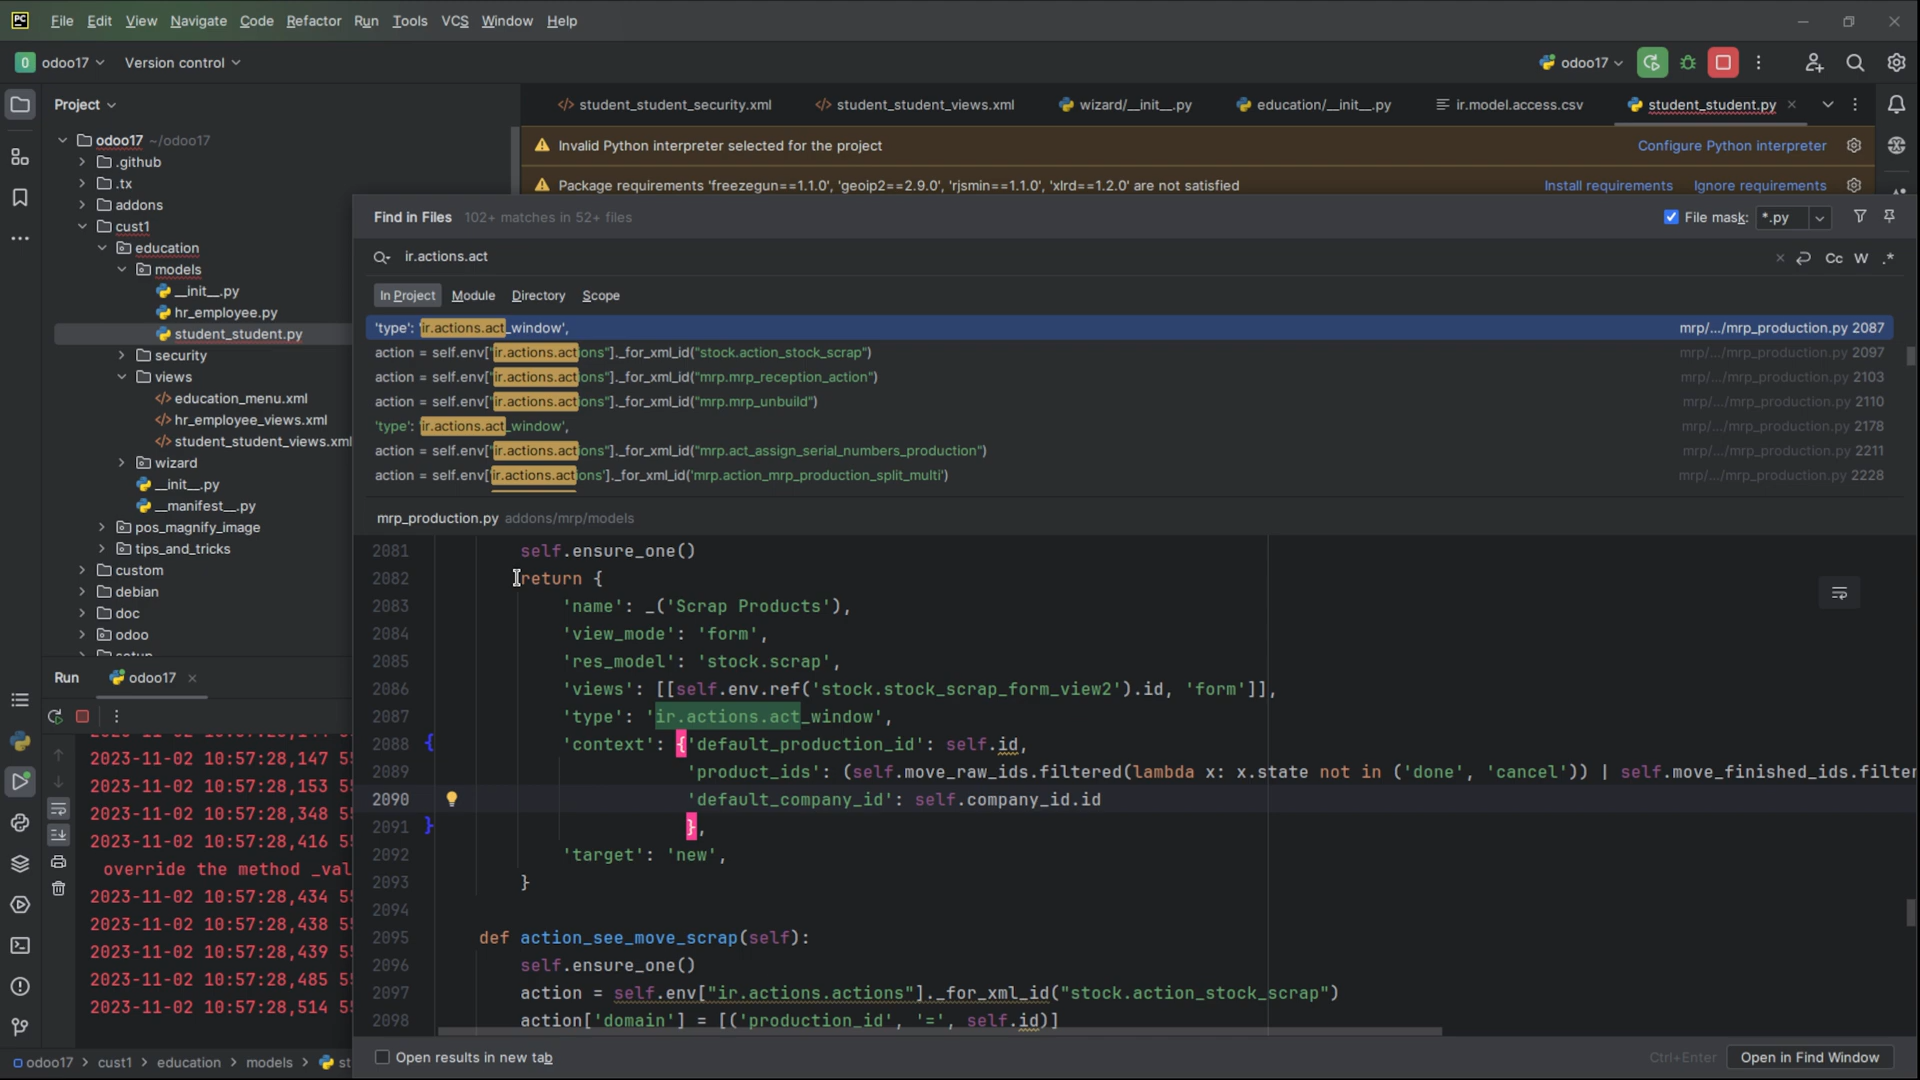 PC File Edit View Navigate Code Refactor Run Tools VCS Window Help
0 odoo17 Version control odoo17
Project
student_student_security.xml student_student_views.xml wizard/__init__.py education/__init__.py ir.model.access.csv student_student.py
Invalid Python interpreter selected for the project Configure Python interpreter
Package requirements 'freezegun==1.1.0', 'geoip2==2.9.0', 'rjsmin==1.1.0', 'xlrd==1.2.0' are not satisfied Install requirements Ignore requirements
odoo17 ~/odoo17
.github
.tx
addons
cust1
education
models
__init__.py
hr_employee.py
student_student.py
security
views
education_menu.xml
hr_employee_views.xml
student_student_views.xml
wizard
__init__.py
__manifest__.py
pos_magnify_image
tips_and_tricks
custom
debian
doc
odoo
Find in Files 102+ matches in 52+ files File mask: *.py
ir.actions.act Cc W .*
In Project Module Directory Scope
'type': 'ir.actions.act_window', mrp/.../mrp_production.py 2087
action = self.env["ir.actions.actions"]._for_xml_id("stock.action_stock_scrap") mrp/.../mrp_production.py 2097
action = self.env["ir.actions.actions"]._for_xml_id("mrp.mrp_reception_action") mrp/.../mrp_production.py 2103
action = self.env["ir.actions.actions"]._for_xml_id("mrp.mrp_unbuild") mrp/.../mrp_production.py 2110
'type': 'ir.actions.act_window', mrp/.../mrp_production.py 2178
action = self.env["ir.actions.actions"]._for_xml_id("mrp.act_assign_serial_numbers_production") mrp/.../mrp_production.py 2211
action = self.env['ir.actions.actions']._for_xml_id('mrp.action_mrp_production_split_multi') mrp/.../mrp_production.py 2228
mrp_production.py addons/mrp/models
2081 self.ensure_one()
2082 return {
2083 'name': _('Scrap Products'),
2084 'view_mode': 'form',
2085 'res_model': 'stock.scrap',
2086 'views': [[self.env.ref('stock.stock_scrap_form_view2').id, 'form']],
2087 'type': 'ir.actions.act_window',
2088 'context': {'default_production_id': self.id,
2089 'product_ids': (self.move_raw_ids.filtered(lambda x: x.state not in ('done', 'cancel')) | self.move_finished_ids.filter
2090 'default_company_id': self.company_id.id
2091 },
2092 'target': 'new',
2093 }
2094
2095 def action_see_move_scrap(self):
2096 self.ensure_one()
2097 action = self.env["ir.actions.actions"]._for_xml_id("stock.action_stock_scrap")
2098 action['domain'] = [('production_id', '=', self.id)]
Open results in new tab Ctrl+Enter Open in Find Window
Run odoo17
2023-11-02 10:57:28,147
2023-11-02 10:57:28,153
2023-11-02 10:57:28,348
2023-11-02 10:57:28,416
override the method _val
2023-11-02 10:57:28,434
2023-11-02 10:57:28,438
2023-11-02 10:57:28,439
2023-11-02 10:57:28,485
2023-11-02 10:57:28,514
odoo17 > cust1 > education > models > st